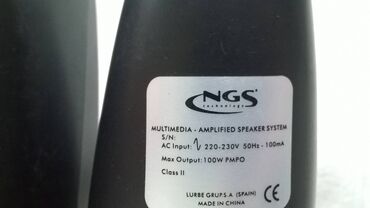 NGS
technology
MULTIMEDIA - AMPLIFIED SPEAKER SYSTEM
S/N:
AC Input: ∿ 220-230V 50Hz - 100mA
Max Output: 100W PMPO
Class II
LURBE GRUP S.A (SPAIN)
MADE IN CHINA
CE